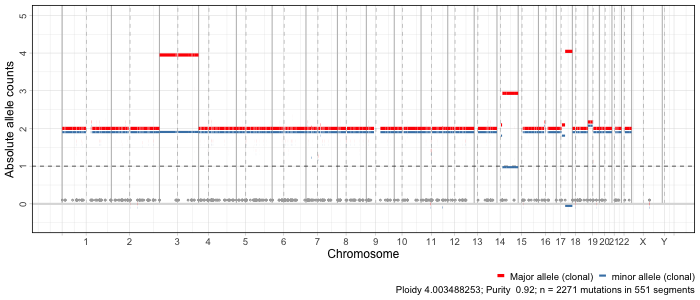 Absolute allele counts
5
4
3
2
1
0
1 2 3 4 5 6 7 8 9 10 11 12 13 14 15 16 17 18 19 20 21 22 X Y
Chromosome
Major allele (clonal) minor allele (clonal)
Ploidy 4.003488253; Purity 0.92; n = 2271 mutations in 551 segments